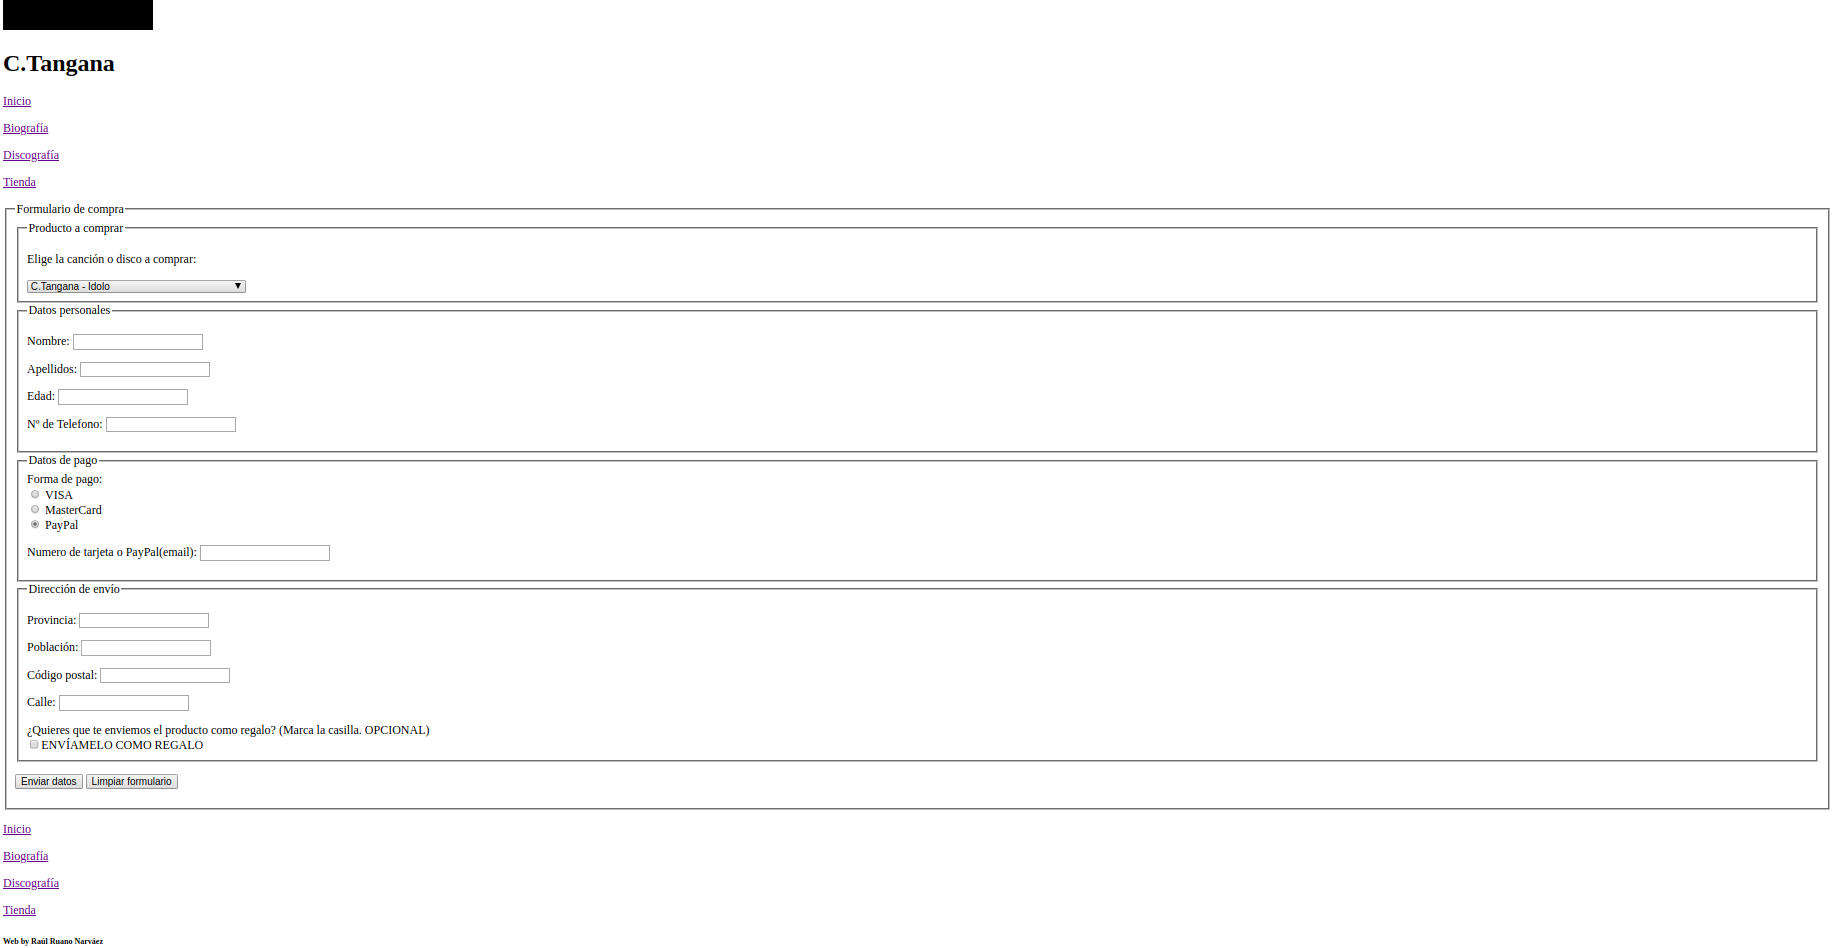 C.Tangana
Inicio
Biografía
Discografía
Tienda
Formulario de compra
Producto a comprar
Elige la canción o disco a comprar:
C.Tangana - Idolo
Datos personales
Nombre:
Apellidos:
Edad:
Nº de Telefono:
Datos de pago
Forma de pago:
VISA
MasterCard
PayPal
Numero de tarjeta o PayPal(email):
Dirección de envío
Provincia:
Población:
Código postal:
Calle:
¿Quieres que te enviemos el producto como regalo? (Marca la casilla. OPCIONAL)
ENVÍAMELO COMO REGALO
Enviar datos Limpiar formulario
Inicio
Biografía
Discografía
Tienda
Web by Raúl Ruano Narváez